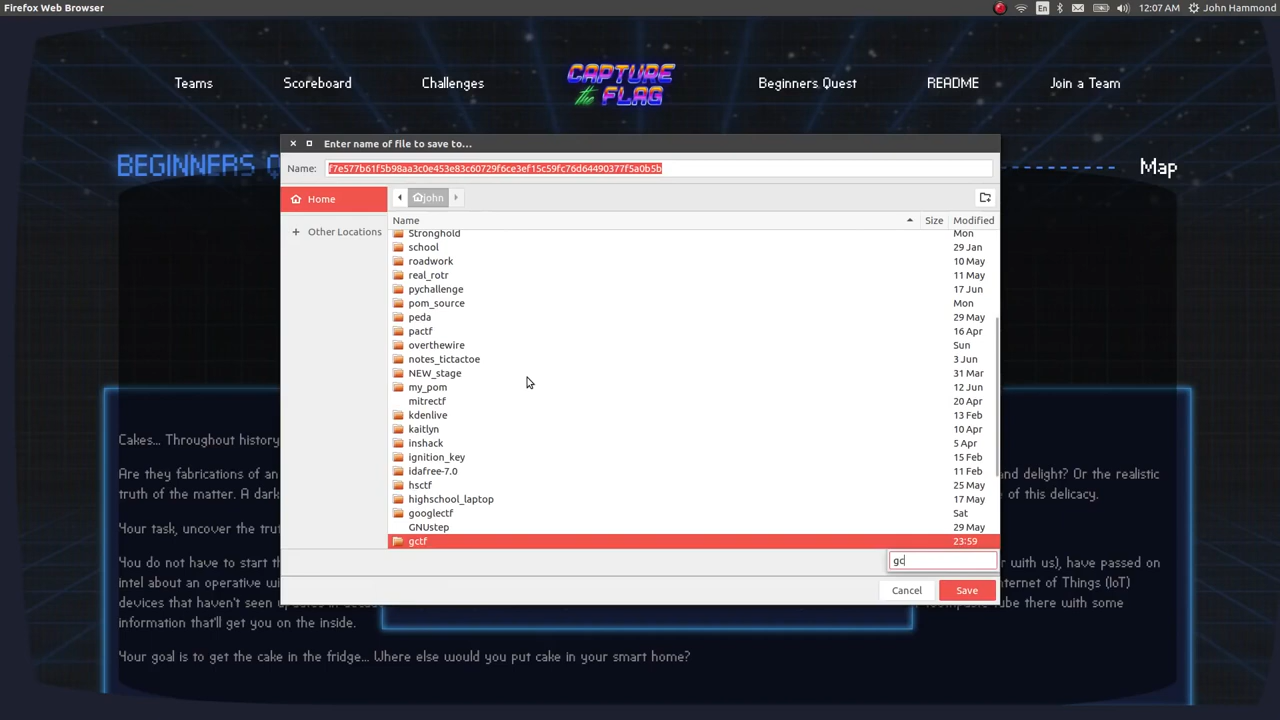 Firefox Web Browser
En
12:07 AM
John Hammond
Teams
Scoreboard
Challenges
CAPTURE
the FLAG
Beginners Quest
README
Join a Team
BEGINNERS Q
Map
Enter name of file to save to...
Name:
f7e577b61f5b98aa3c0e453e83c60729f6ce3ef15c59fc76d64490377f5a0b5b
Home
john
Other Locations
Name
Size
Modified
Stronghold Mon
school 29 Jan
roadwork 10 May
real_rotr 11 May
pychallenge 17 Jun
pom_source Mon
peda 29 May
pactf 16 Apr
overthewire Sun
notes_tictactoe 3 Jun
NEW_stage 31 Mar
my_pom 12 Jun
mitrectf 20 Apr
kdenlive 13 Feb
kaitlyn 10 Apr
inshack 5 Apr
ignition_key 15 Feb
idafree-7.0 11 Feb
hsctf 25 May
highschool_laptop 17 May
googlectf Sat
GNUstep 29 May
gctf 23:59
gc
Cancel
Save
Cakes... Throughout history
Are they fabrications of an and delight? Or the realistic
truth of the matter. A dark of this delicacy.
Your task, uncover the trut
You do not have to start th with us), have passed on
intel about an operative wi nternet of Things (IoT)
devices that haven't seen tube there with some
information that'll get you on the inside.
Your goal is to get the cake in the fridge... Where else would you put cake in your smart home?